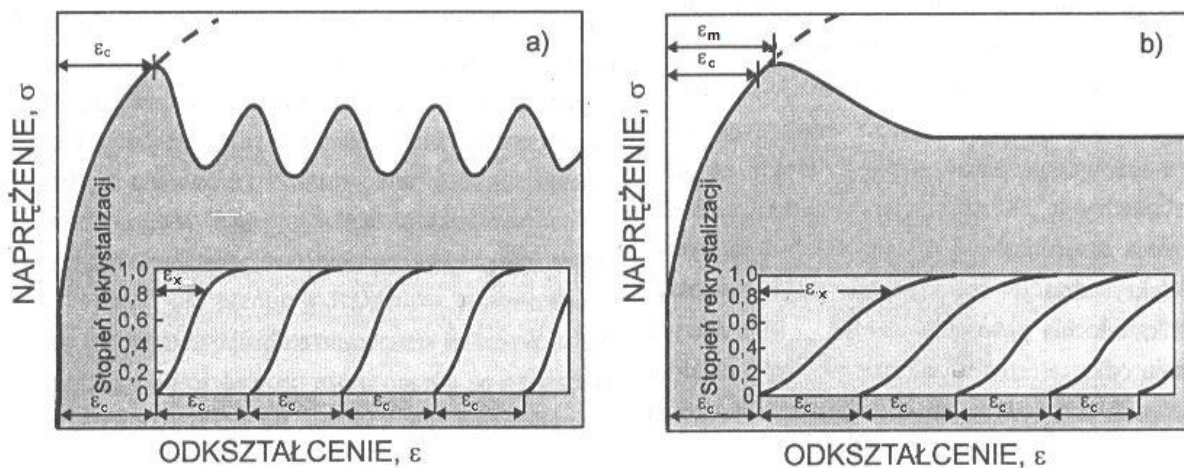 a)
εc
NAPRĘŻENIE, σ
Stopień rekrystalizacji
1,0
0,8
0,6
0,4
0,2
0
εx
εc εc εc εc εc
ODKSZTAŁCENIE, ε
b)
εm
εc
NAPRĘŻENIE, σ
Stopień rekrystalizacji
1,0
0,8
0,6
0,4
0,2
0
εx
εc εc εc εc εc
ODKSZTAŁCENIE, ε